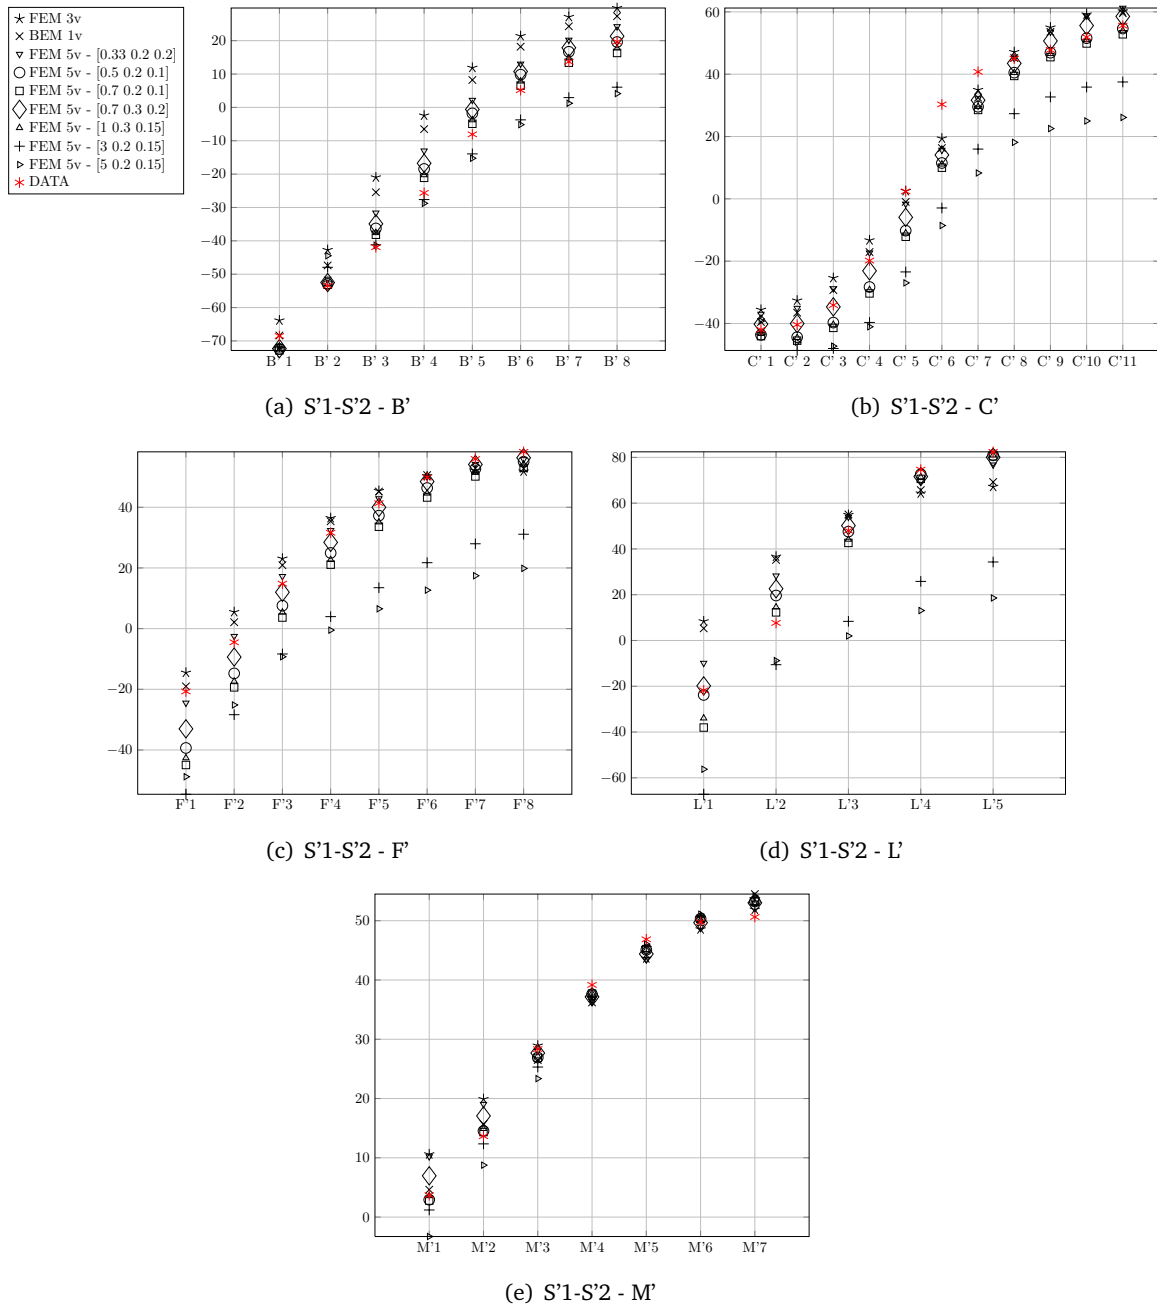 FEM 3v
BEM 1v
FEM 5v - [0.33 0.2 0.2]
FEM 5v - [0.5 0.2 0.1]
FEM 5v - [0.7 0.2 0.1]
FEM 5v - [0.7 0.3 0.2]
FEM 5v - [1 0.3 0.15]
FEM 5v - [3 0.2 0.15]
FEM 5v - [5 0.2 0.15]
DATA
20
10
0
−10
−20
−30
−40
−50
−60
−70
B' 1 B' 2 B' 3 B' 4 B' 5 B' 6 B' 7 B' 8
(a) S'1-S'2 - B'
60
40
20
0
−20
−40
C' 1 C' 2 C' 3 C' 4 C' 5 C' 6 C' 7 C' 8 C' 9 C'10 C'11
(b) S'1-S'2 - C'
40
20
0
−20
−40
F'1 F'2 F'3 F'4 F'5 F'6 F'7 F'8
(c) S'1-S'2 - F'
80
60
40
20
0
−20
−40
−60
L'1 L'2 L'3 L'4 L'5
(d) S'1-S'2 - L'
50
40
30
20
10
0
M'1 M'2 M'3 M'4 M'5 M'6 M'7
(e) S'1-S'2 - M'